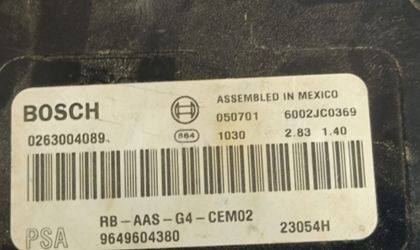 BOSCH
ASSEMBLED IN MEXICO
050701 6002JC0369
0263004089 864 1030 2.83 1.40
RB-AAS-G4-CEM02
PSA 9649604380 23054H